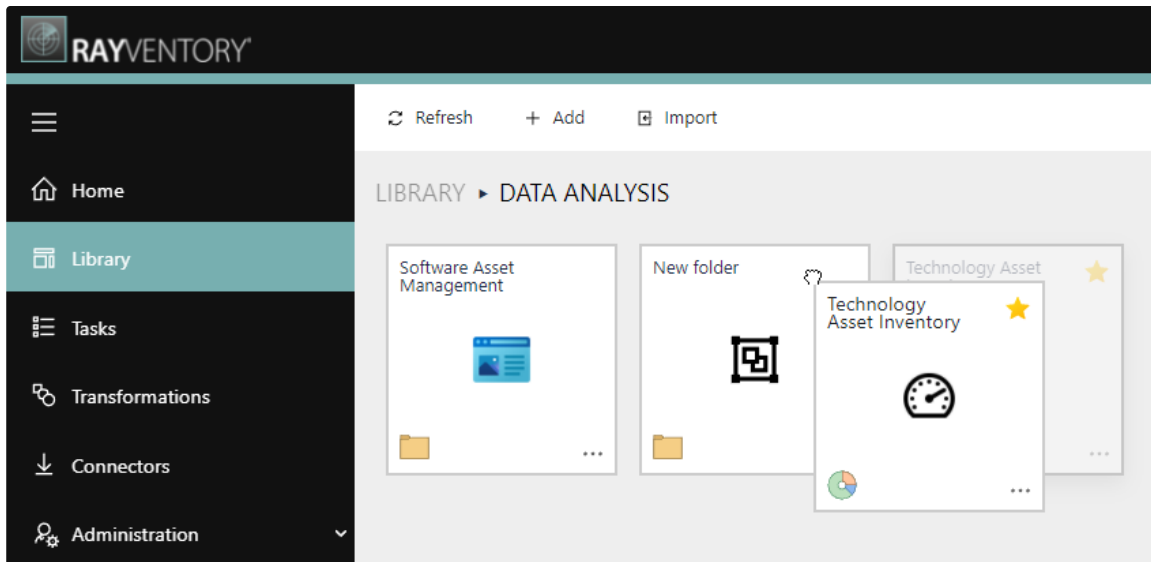 RAYVENTORY
Refresh
Add
Import
Home
Library
Tasks
Transformations
Connectors
Administration
LIBRARY ▸ DATA ANALYSIS
Software Asset
Management
New folder
Technology Asset
Technology
Asset Inventory